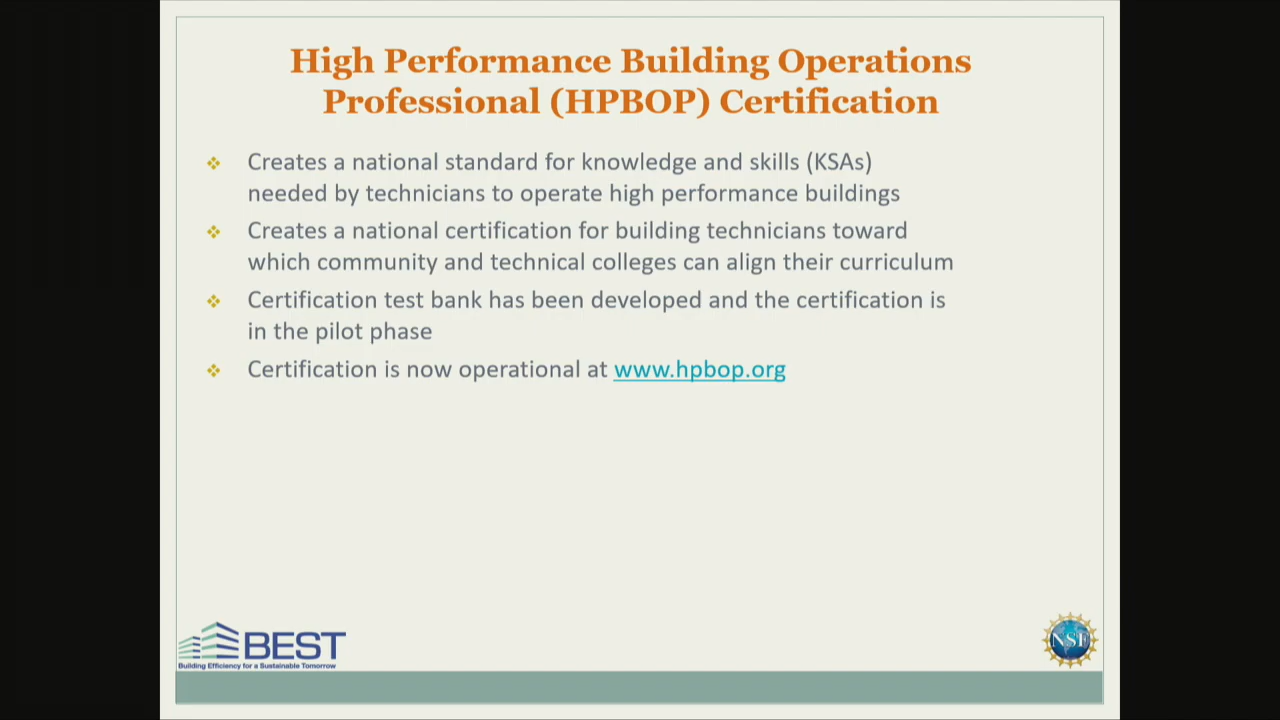 High Performance Building Operations
Professional (HPBOP) Certification
Creates a national standard for knowledge and skills (KSAs)
needed by technicians to operate high performance buildings
Creates a national certification for building technicians toward
which community and technical colleges can align their curriculum
Certification test bank has been developed and the certification is
in the pilot phase
Certification is now operational at www.hpbop.org
BEST
Building Efficiency for a Sustainable Tomorrow
NSF